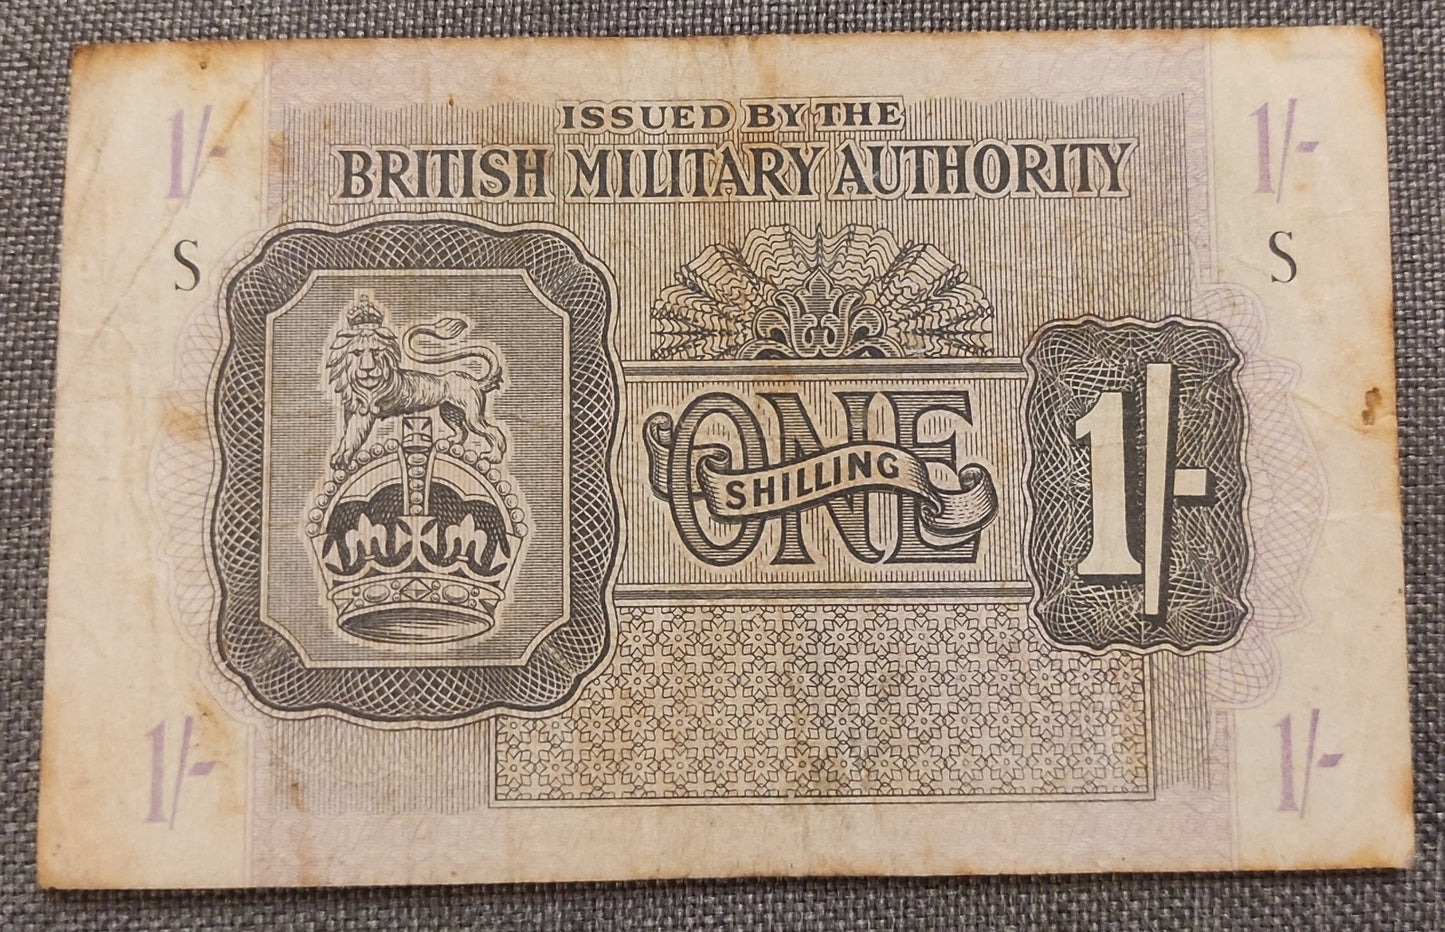 ISSUED BY THE
BRITISH MILITARY AUTHORITY
1/-
1/-
S
S
ONE
SHILLING
1/-
1/-
1/-